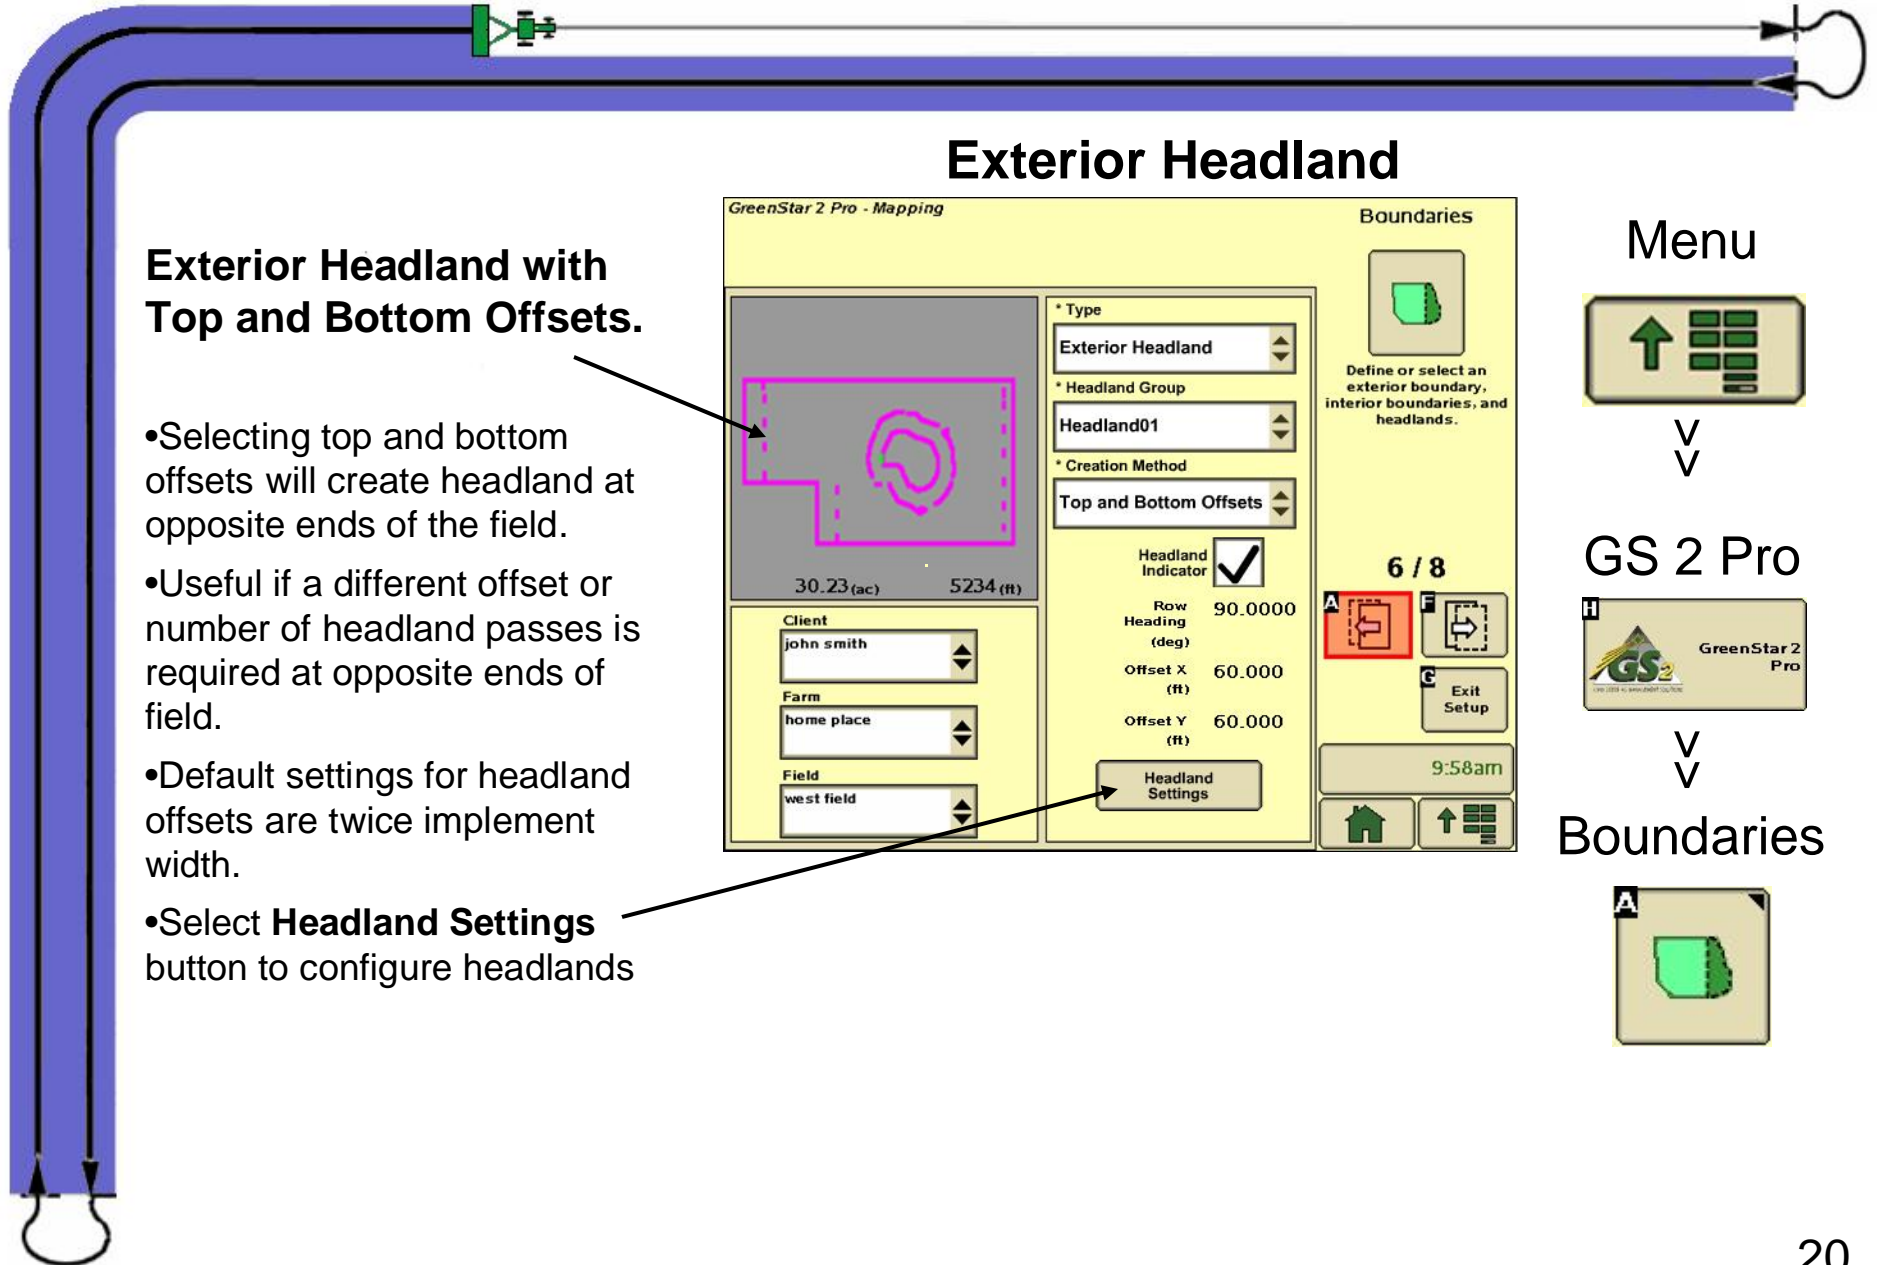 Exterior Headland
Exterior Headland with
Top and Bottom Offsets.
•Selecting top and bottom
offsets will create headland at
opposite ends of the field.
•Useful if a different offset or
number of headland passes is
required at opposite ends of
field.
•Default settings for headland
offsets are twice implement
width.
•Select Headland Settings
button to configure headlands
GreenStar 2 Pro - Mapping
30.23 (ac) 5234 (ft)
Client
john smith
Farm
home place
Field
west field
* Type
Exterior Headland
* Headland Group
Headland01
* Creation Method
Top and Bottom Offsets
Headland
Indicator
Row
Heading
(deg)
90.0000
Offset X
(ft)
60.000
Offset Y
(ft)
60.000
Headland
Settings
Boundaries
Define or select an
exterior boundary,
interior boundaries, and
headlands.
6 / 8
A
F
G
Exit
Setup
9:58am
Menu
>>
GS 2 Pro
H
GS2
GreenStar 2
Pro
>>
Boundaries
A
20